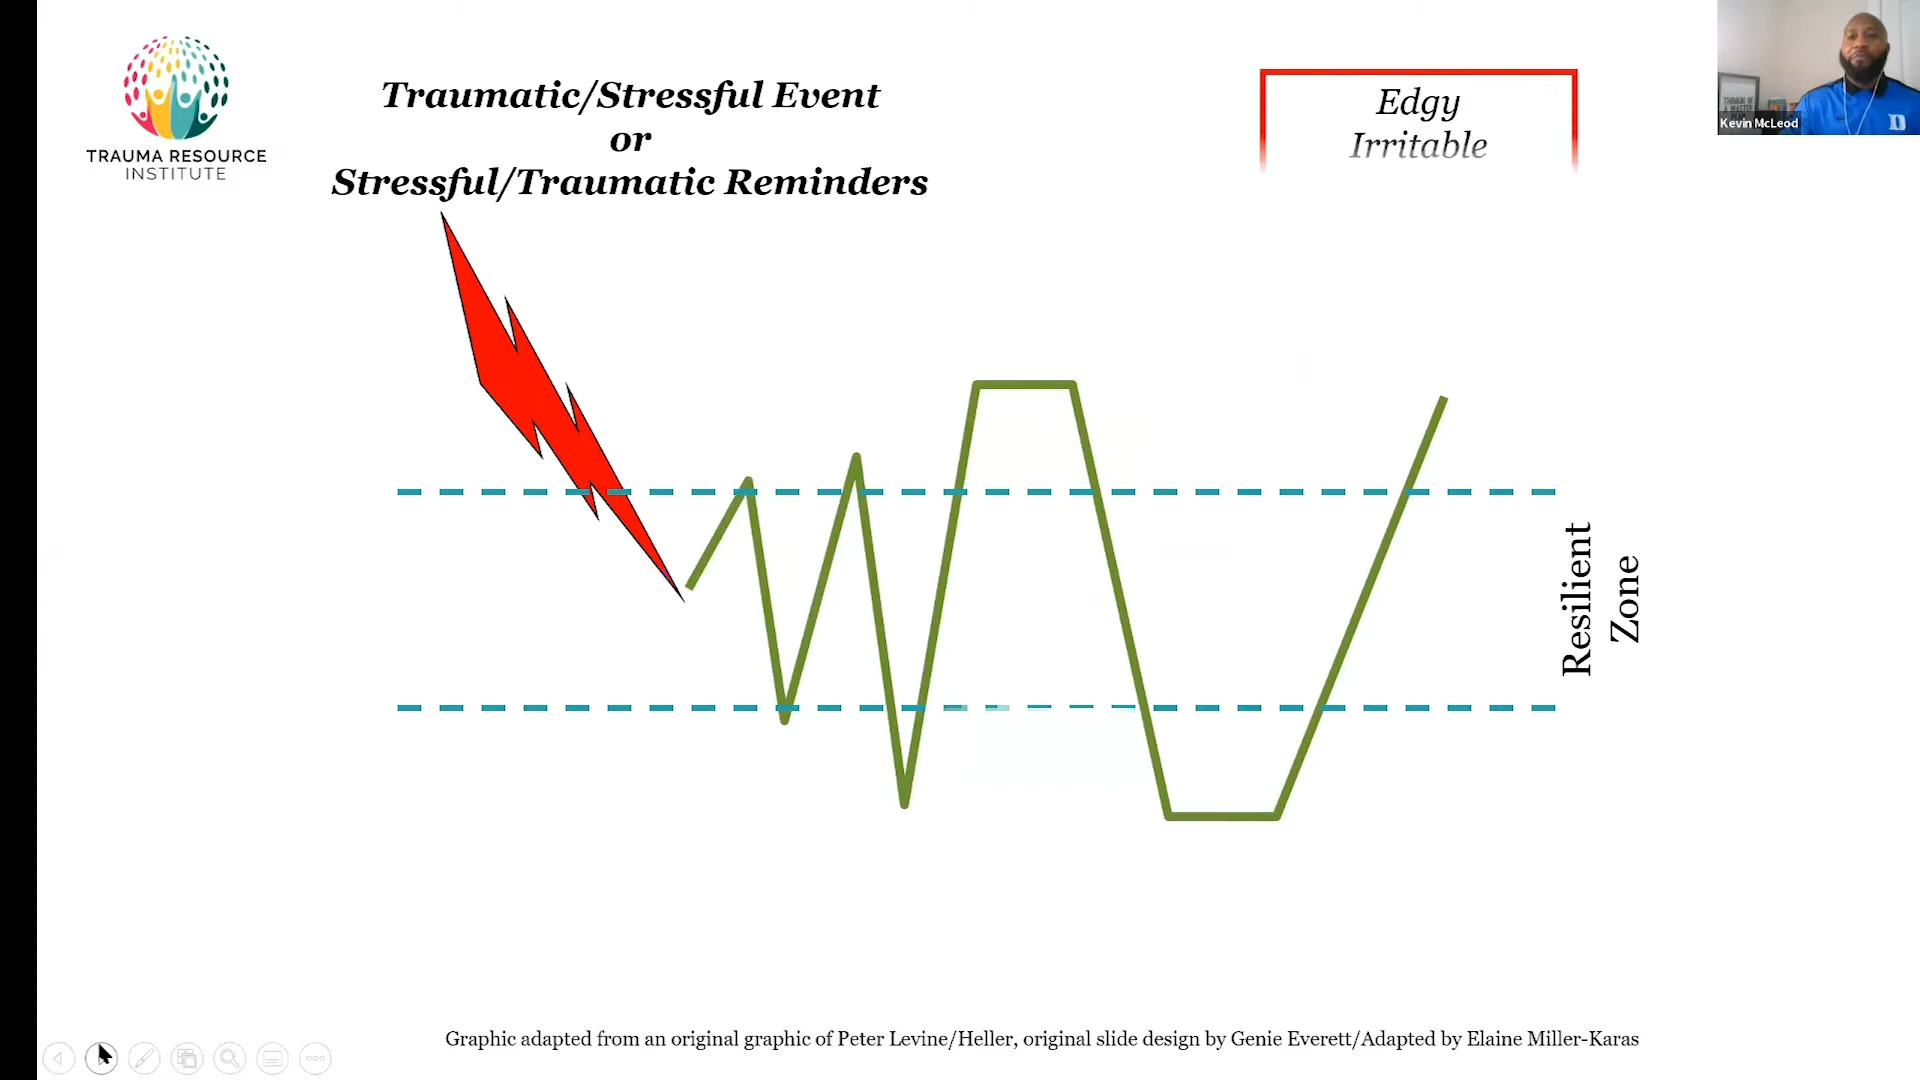 TRAUMA RESOURCE
INSTITUTE
Traumatic/Stressful Event
or
Stressful/Traumatic Reminders
Edgy
Irritable
Kevin McLeod
Resilient
Zone
Graphic adapted from an original graphic of Peter Levine/Heller, original slide design by Genie Everett/Adapted by Elaine Miller-Karas